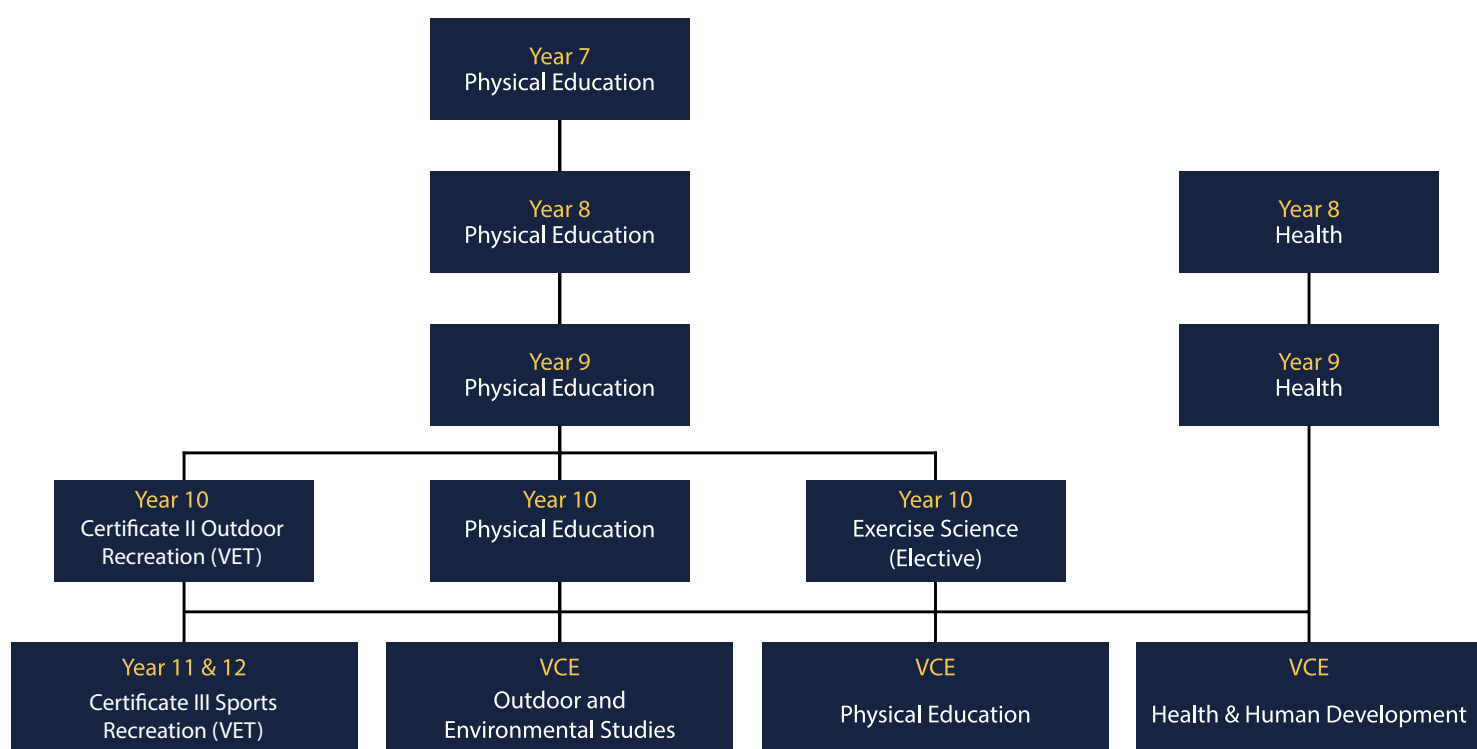 Year 7
Physical Education
Year 8
Physical Education
Year 8
Health
Year 9
Physical Education
Year 9
Health
Year 10
Certificate II Outdoor
Recreation (VET)
Year 10
Physical Education
Year 10
Exercise Science
(Elective)
Year 11 & 12
Certificate III Sports
Recreation (VET)
VCE
Outdoor and
Environmental Studies
VCE
Physical Education
VCE
Health & Human Development